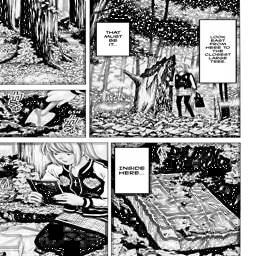 LOOK
EAST
FROM
HERE TO
THE
CLOSEST
LARGE
TREE.
THAT
MUST
BE
IT...
INSIDE
HERE...